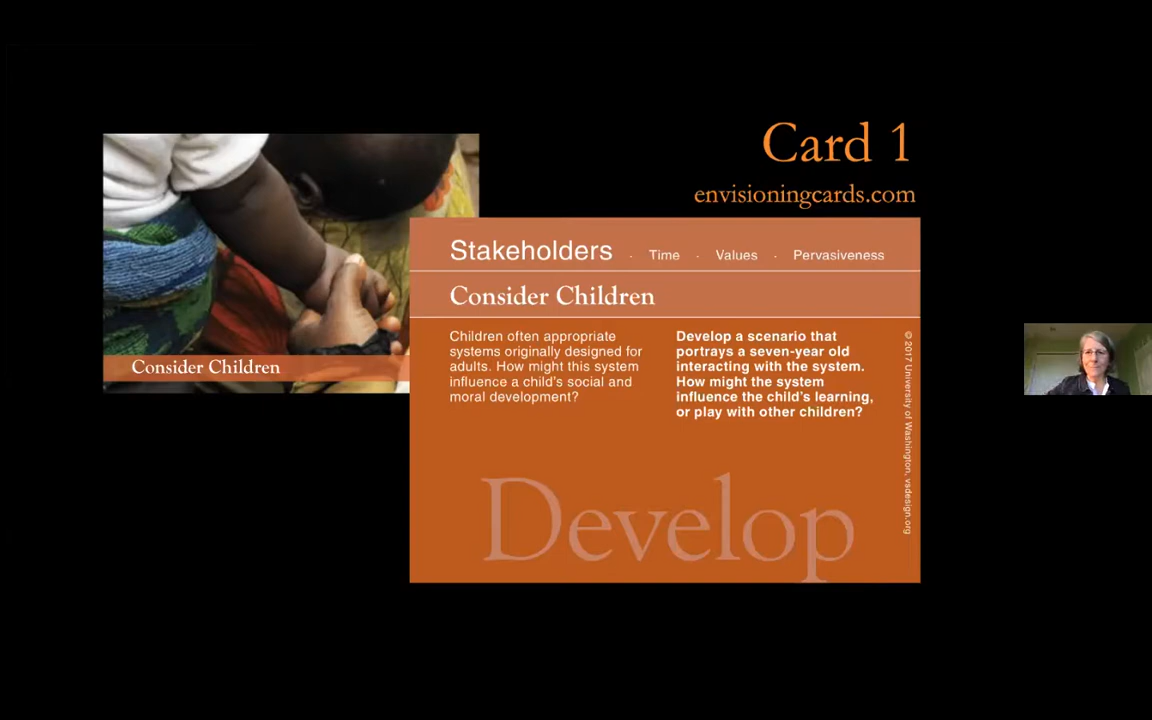 Card 1
envisioningcards.com
Consider Children
Stakeholders · Time · Values · Pervasiveness
Consider Children
Children often appropriate
systems originally designed for
adults. How might this system
influence a child's social and
moral development?
Develop a scenario that
portrays a seven-year old
interacting with the system.
How might the system
influence the child's learning,
or play with other children?
© 2017 University of Washington, vsdesign.org
Develop